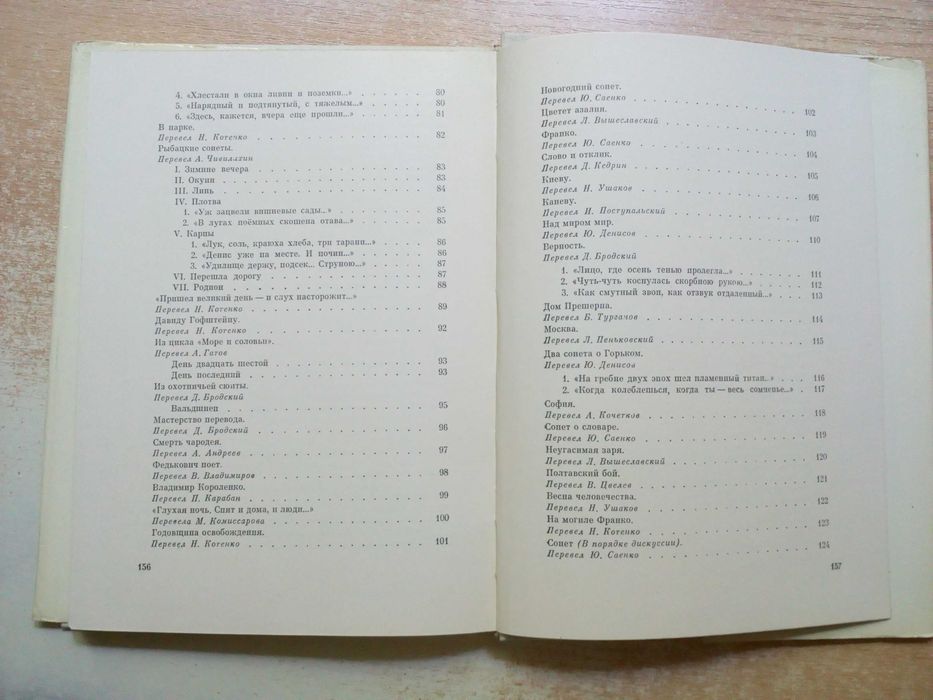 4. «Хлестали в окна ливни и поземки...» . . . . . . 80
5. «Нарядный и подтянутый, с тяжелым...» . . . . . 80
6. «Здесь, кажется, вчера еще прошли...» . . . . . . 81
В парке.
Перевел Н. Котенко . . . . . . . . . . . . . 82
Рыбацкие сонеты.
Перевел А. Чивилихин
I. Зимние вечера . . . . . . . . . . . . 83
II. Окуни . . . . . . . . . . . . . . . 83
III. Линь . . . . . . . . . . . . . . . 84
IV. Плотва
1. «Уж зацвели вишневые сады...» . . . . . . . 85
2. «В лугах поёмных скошена отава...» . . . . . . 85
V. Карпы
1. «Лук, соль, краюха хлеба, три тарани...» . . . . 86
2. «Денис уже на месте. И почин...» . . . . . . 86
3. «Удилище держу, подсек... Струною...» . . . . . 87
VI. Перешла дорогу . . . . . . . . . . . 87
VII. Родион . . . . . . . . . . . . . . 88
«Пришел великий день — и слух насторожит...»
Перевел Н. Котенко . . . . . . . . . . . . . 89
Давиду Гофштейну.
Перевел Н. Котенко . . . . . . . . . . . . . 92
Из цикла «Море и соловьи».
Перевел А. Гатов
День двадцать шестой . . . . . . . . . . . 93
День последний . . . . . . . . . . . . . 93
Из охотничьей сюиты.
Перевел Д. Бродский
Вальдшнеп . . . . . . . . . . . . . . 95
Мастерство перевода.
Перевел Д. Бродский . . . . . . . . . . . . . 96
Смерть чародея.
Перевел А. Андреев . . . . . . . . . . . . . 97
Федькович поет.
Перевел В. Владимиров . . . . . . . . . . . . 98
Владимир Короленко.
Перевел П. Карабан . . . . . . . . . . . . . 99
«Глухая ночь. Спят и дома, и люди...»
Перевела М. Комиссарова . . . . . . . . . . . 100
Годовщина освобождения.
Перевел Н. Котенко . . . . . . . . . . . . . 101
156
Новогодний сонет.
Перевел Ю. Саенко . . . . . . . . . . . . . 102
Цветет азалия.
Перевел Л. Вышеславский . . . . . . . . . . . 103
Франко.
Перевел Ю. Саенко . . . . . . . . . . . . . 104
Слово и отклик.
Перевел Д. Кедрин . . . . . . . . . . . . . 105
Киеву.
Перевел Н. Ушаков . . . . . . . . . . . . . 106
Каневу.
Перевел И. Поступальский . . . . . . . . . . . 107
Над миром мир.
Перевел Ю. Денисов . . . . . . . . . . . . . 110
Верность.
Перевел Д. Бродский
1. «Лицо, где осень тенью пролегла...» . . . . . . 111
2. «Чуть-чуть коснулась скорбною рукою...» . . . . 112
3. «Как смутный звон, как отзвук отдаленный...» . . . 113
Дом Прешерна.
Перевел Б. Тургачов . . . . . . . . . . . . . 114
Москва.
Перевел Л. Пеньковский . . . . . . . . . . . . 115
Два сонета о Горьком.
Перевел Ю. Денисов
1. «На гребне двух эпох шел пламенный титан...» . . . 116
2. «Когда колеблешься, когда ты — весь сомненье...» . 117
София.
Перевел А. Кочетков . . . . . . . . . . . . . 118
Сонет о словаре.
Перевел Ю. Саенко . . . . . . . . . . . . . 119
Неугасимая заря.
Перевел Л. Вышеславский . . . . . . . . . . . 120
Полтавский бой.
Перевел В. Цвелев . . . . . . . . . . . . . 121
Весна человечества.
Перевел Н. Ушаков . . . . . . . . . . . . . 122
На могиле Франко.
Перевел Н. Котенко . . . . . . . . . . . . . 123
Сонет (В порядке дискуссии).
Перевел Ю. Саенко . . . . . . . . . . . . . 124
157